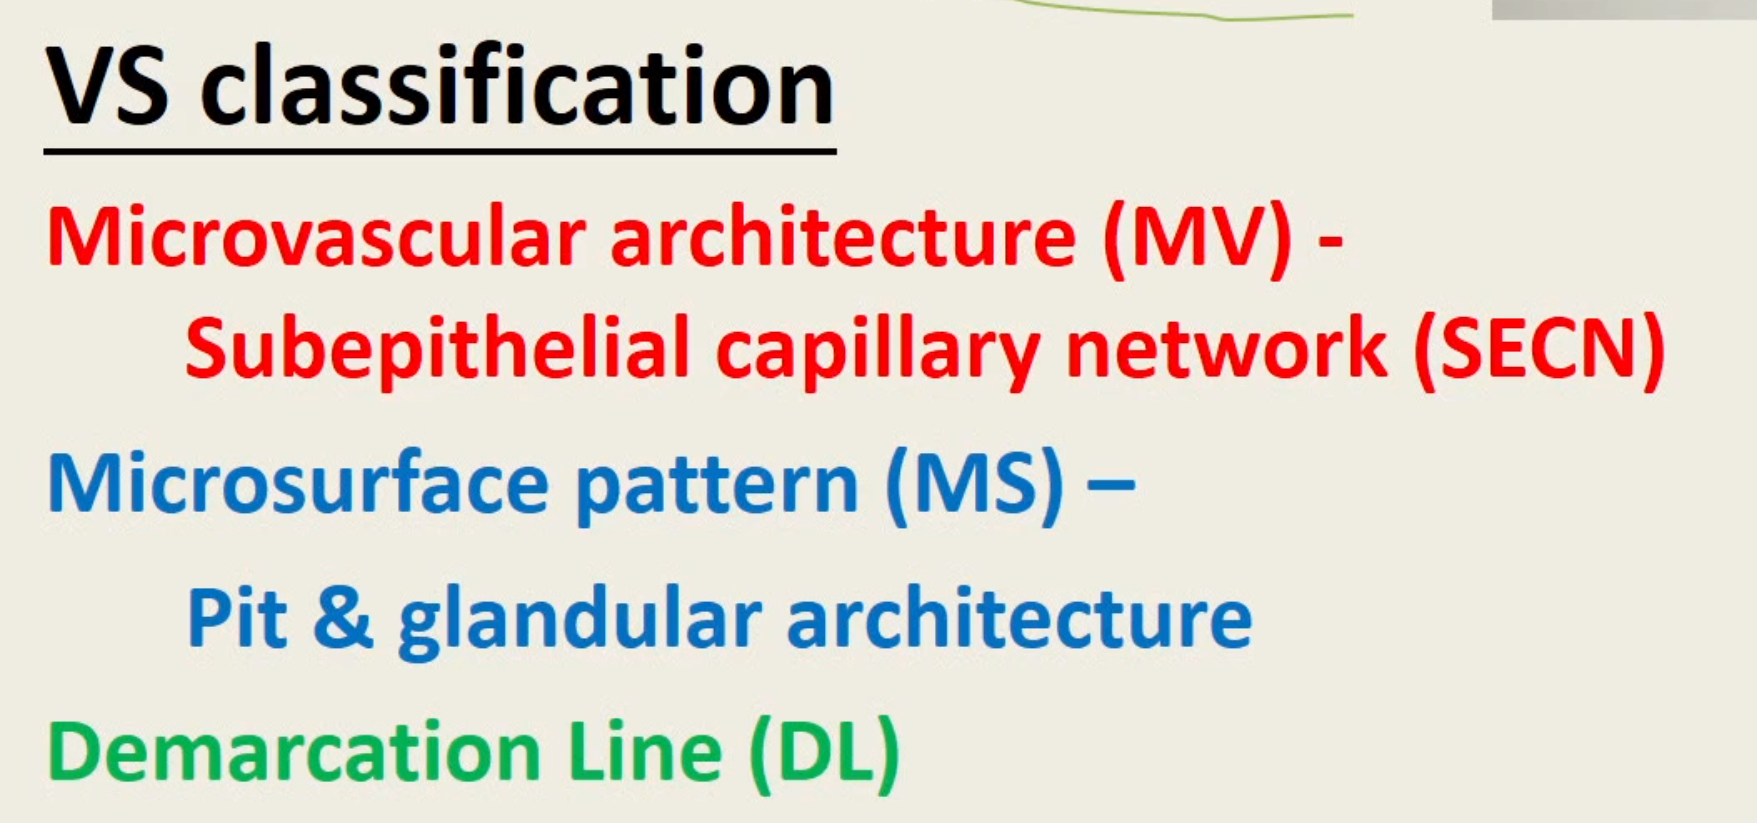 VS classification
Microvascular architecture (MV) -
Subepithelial capillary network (SECN)
Microsurface pattern (MS) –
Pit & glandular architecture
Demarcation Line (DL)